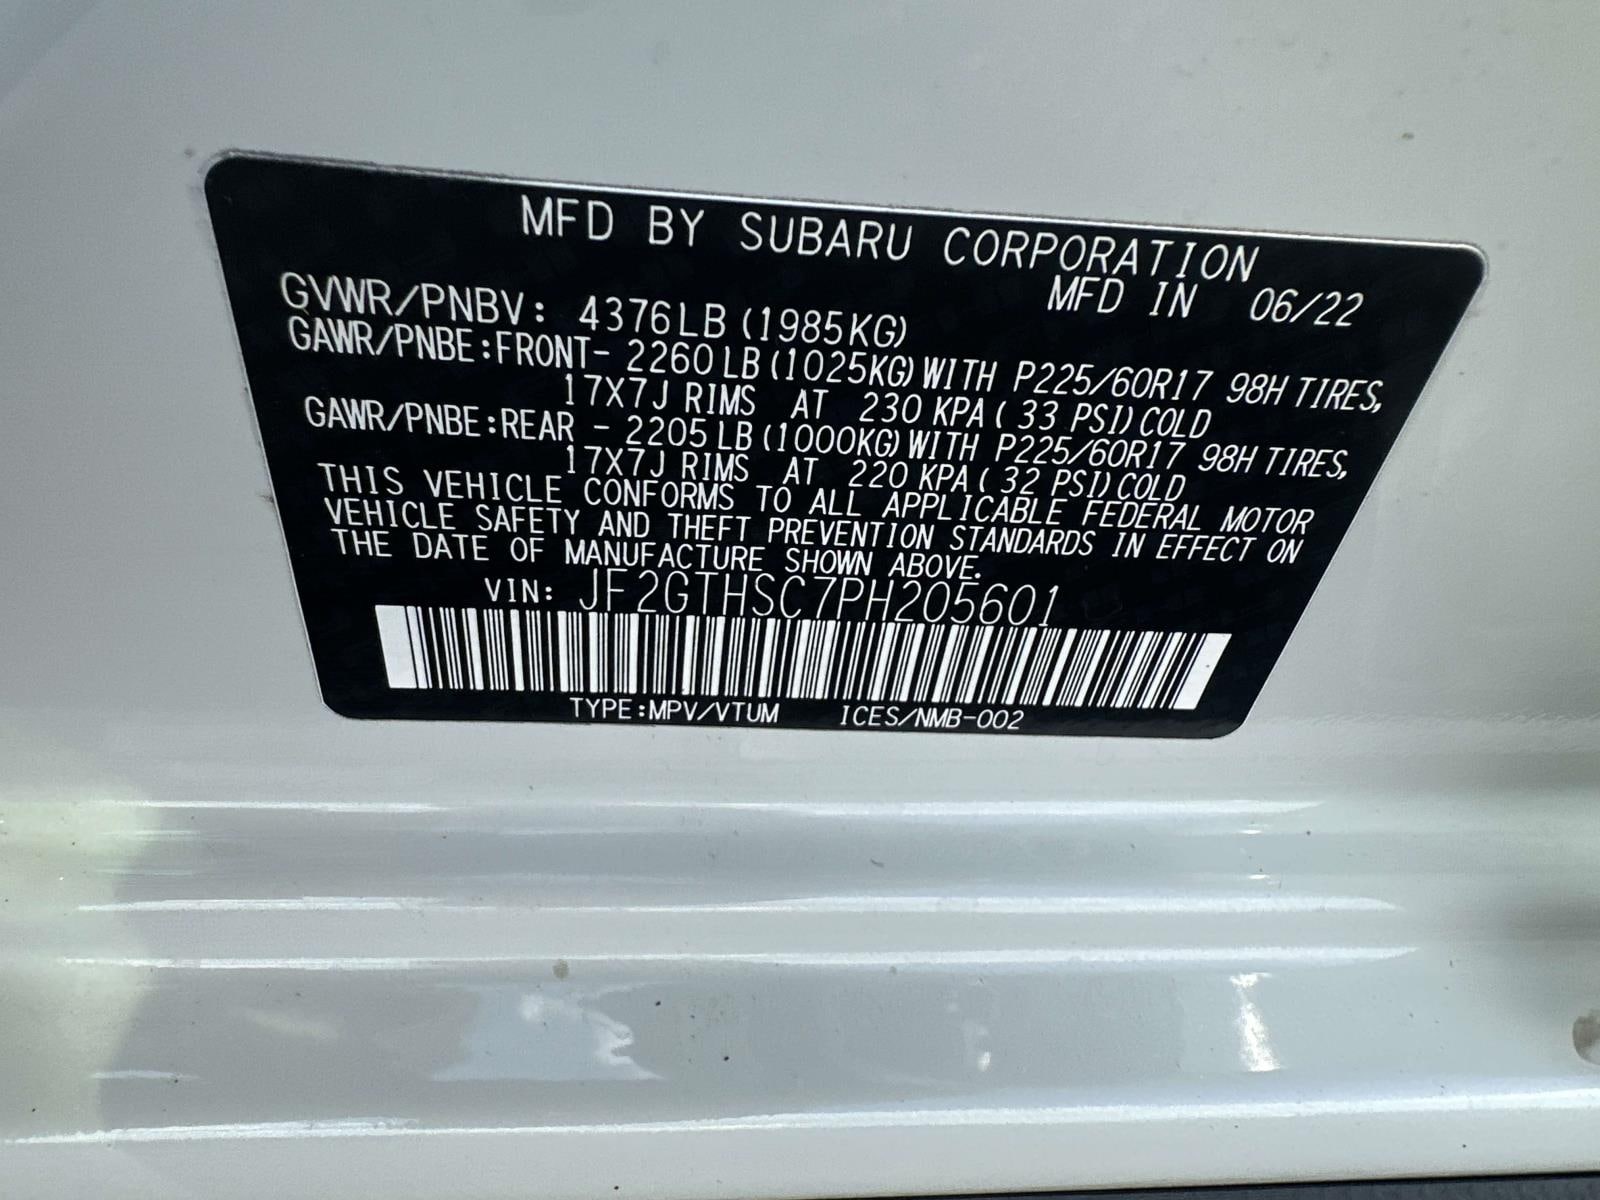 MFD BY SUBARU CORPORATION
MFD IN 06/22
GVWR/PNBV: 4376LB (1985KG)
GAWR/PNBE:FRONT- 2260LB (1025KG) WITH P225/60R17 98H TIRES,
17X7J RIMS AT 230 KPA ( 33 PSI) COLD
GAWR/PNBE:REAR - 2205LB (1000KG) WITH P225/60R17 98H TIRES,
17X7J RIMS AT 220 KPA ( 32 PSI) COLD
THIS VEHICLE CONFORMS TO ALL APPLICABLE FEDERAL MOTOR
VEHICLE SAFETY AND THEFT PREVENTION STANDARDS IN EFFECT ON
THE DATE OF MANUFACTURE SHOWN ABOVE.
VIN: JF2GTHSC7PH205601
TYPE:MPV/VTUM ICES/NMB-002